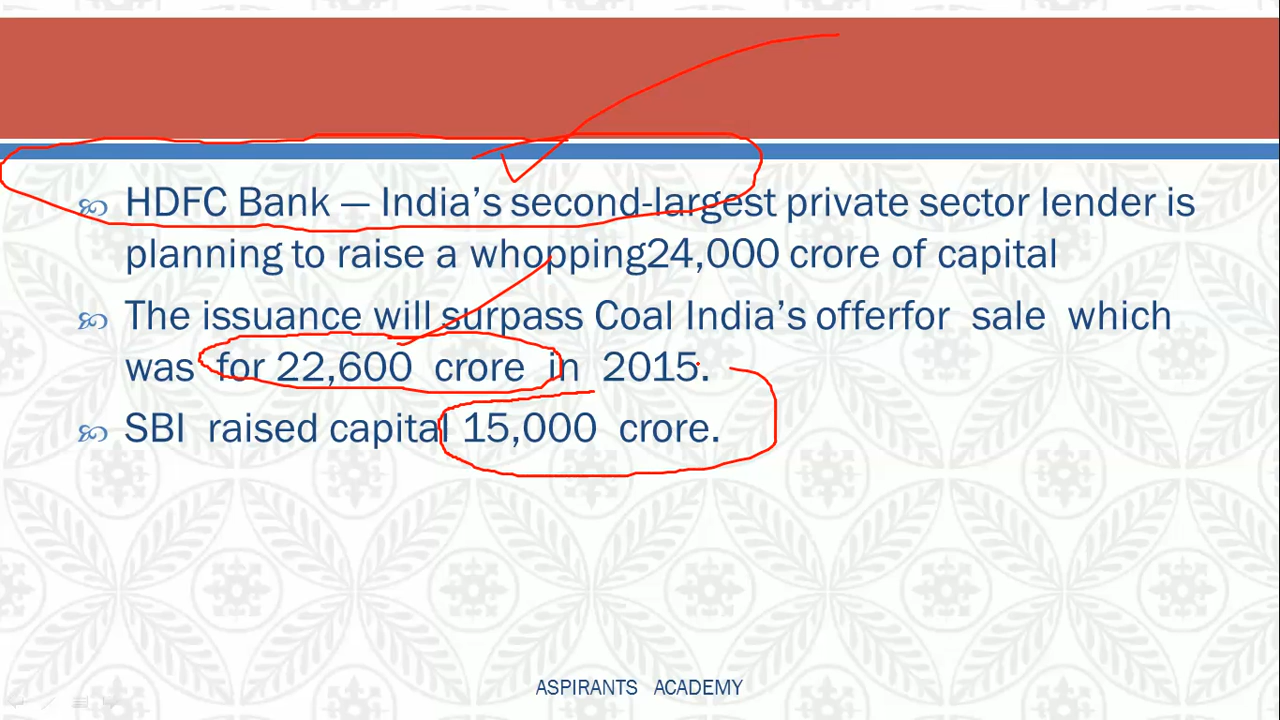 HDFC Bank — India's second-largest private sector lender is
planning to raise a whopping24,000 crore of capital
The issuance will surpass Coal India's offerfor sale which
was for 22,600 crore in 2015.
SBI raised capital 15,000 crore.
ASPIRANTS ACADEMY